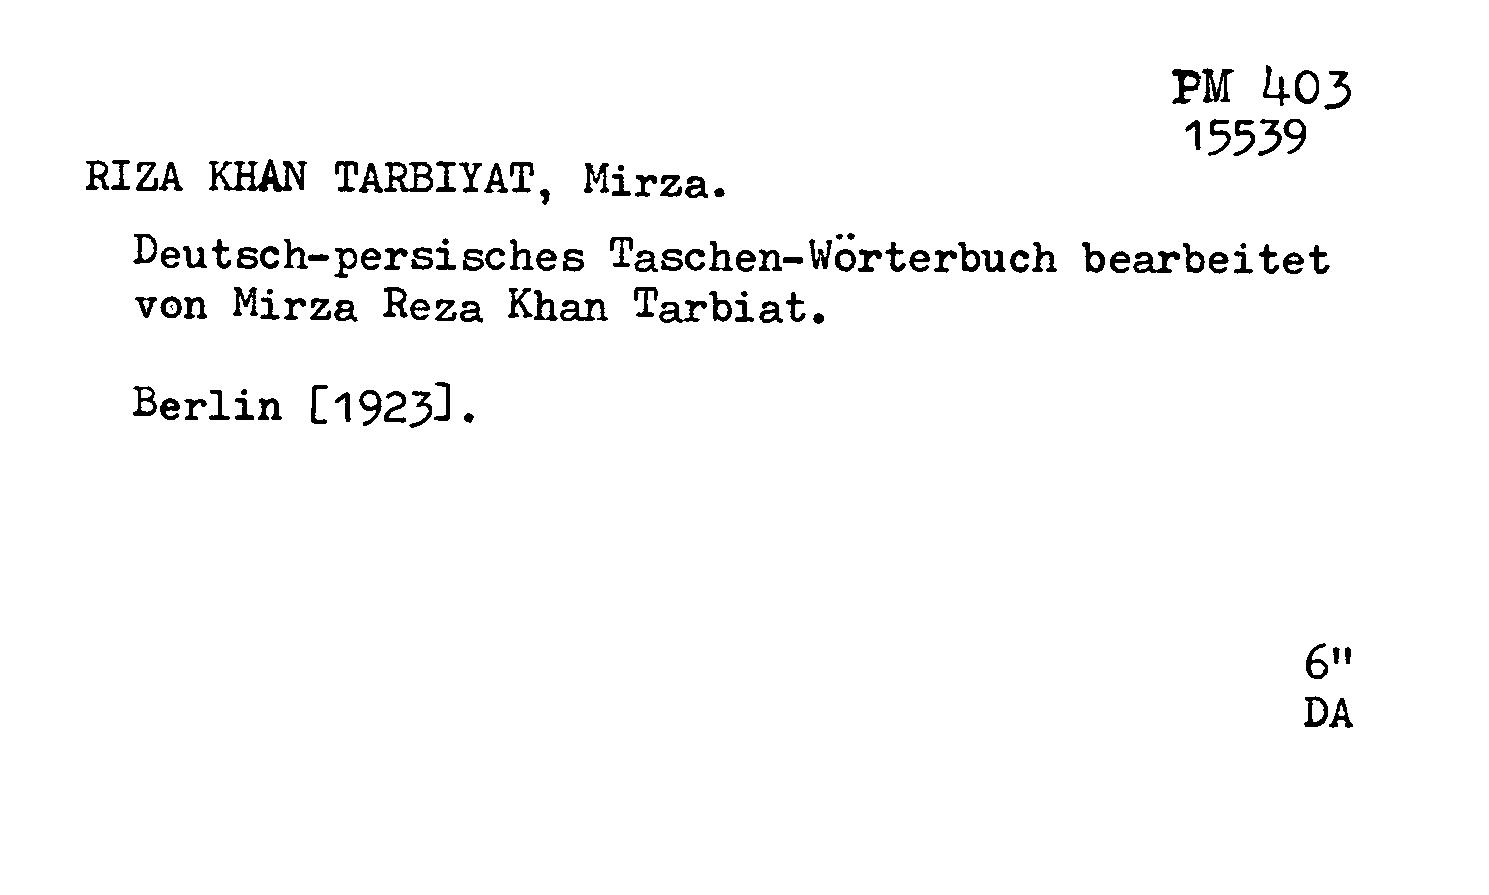 PM 403
15539
RIZA KHAN TARBIYAT, Mirza.
Deutsch-persisches Taschen-Wörterbuch bearbeitet
von Mirza Reza Khan Tarbiat.
Berlin [1923].
6"
DA